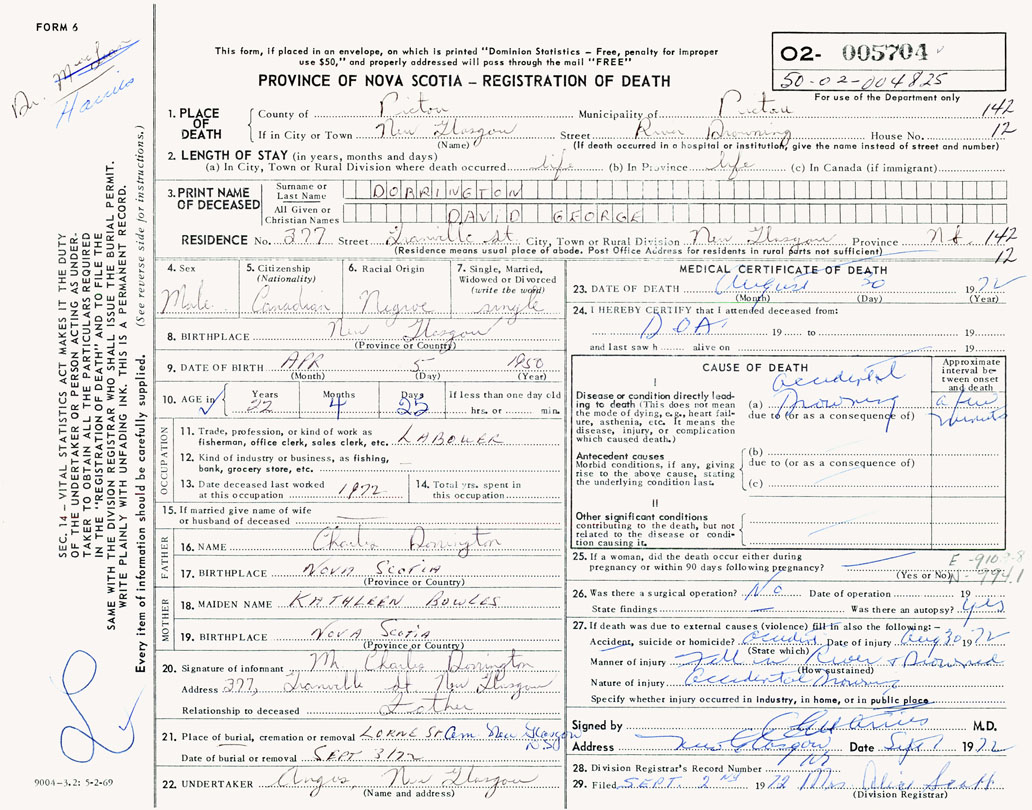 FORM 6
Dr. Harris
This form, if placed in an envelope, on which is printed "Dominion Statistics – Free, penalty for improper
use $50," and properly addressed will pass through the mail "FREE"
PROVINCE OF NOVA SCOTIA – REGISTRATION OF DEATH
02- 005704
50-02-004825
For use of the Department only
1. PLACE OF DEATH
County of Pictou Municipality of Pictou 142
If in City or Town New Glasgow Street River Drowning House No. 12
(Name) (If death occurred in a hospital or institution, give the name instead of street and number)
2. LENGTH OF STAY (in years, months and days)
(a) In City, Town or Rural Division where death occurred life (b) In Province life (c) In Canada (if immigrant)
3. PRINT NAME OF DECEASED
Surname or Last Name DORRINGTON
All Given or Christian Names DAVID GEORGE
RESIDENCE No. 377 Street City, Town or Rural Division New Glasgow Province N.S. 142
(Residence means usual place of abode. Post Office Address for residents in rural parts not sufficient) 12
4. Sex Male
5. Citizenship (Nationality) Canadian
6. Racial Origin Negroe
7. Single, Married, Widowed or Divorced (write the word) single
8. BIRTHPLACE New Glasgow
(Province or County)
9. DATE OF BIRTH APR 5 1950
(Month) (Day) (Year)
10. AGE in Years 22 Months 4 Days 25 If less than one day old hrs. or min.
OCCUPATION
11. Trade, profession or kind of work as fisherman, office clerk, sales clerk, etc. LABOUER
12. Kind of industry or business, as fishing, bank, grocery store, etc. —
13. Date deceased last worked at this occupation 1972
14. Total yrs. spent in this occupation
15. If married give name of wife or husband of deceased
FATHER
16. NAME Charles Dorrington
17. BIRTHPLACE NOVA SCOTIA
(Province or Country)
MOTHER
18. MAIDEN NAME KATHLEEN BOWLES
19. BIRTHPLACE NOVA SCOTIA
(Province or Country)
20. Signature of informant Mr. Charles Dorrington
Address 377, st New Glasgow
Relationship to deceased Father
21. Place of burial, cremation or removal LORNE ST Cem. New Glasgow N.S.
Date of burial or removal SEPT 3/72
22. UNDERTAKER Angus, New Glasgow
(Name and address)
MEDICAL CERTIFICATE OF DEATH
23. DATE OF DEATH August 30 1972
(Month) (Day) (Year)
24. I HEREBY CERTIFY that I attended deceased from:
D.O.A. 19 to 19
and last saw h alive on 19
CAUSE OF DEATH
Approximate interval between onset and death
I
Disease or condition directly leading to death (This does not mean the mode of dying, e.g., heart failure, asthenia, etc. It means the disease, injury, or complication which caused death.)
(a) Accidental Drowning a few minutes
due to (or as a consequence of)
Antecedent causes
Morbid conditions, if any, giving rise to the above cause, stating the underlying condition last.
(b)
due to (or as a consequence of)
(c)
II
Other significant conditions
contributing to the death, but not related to the disease or condition causing it.
25. If a woman, did the death occur either during pregnancy or within 90 days following pregnancy?
(Yes or No)
E-910-8
N-994.1
26. Was there a surgical operation? No Date of operation 19
State findings — Was there an autopsy? Yes
27. If death was due to external causes (violence) fill in also the following:–
Accident, suicide or homicide? accident Date of injury Aug 30 1972
(State which)
Manner of injury Fall in River & Drowned
(How sustained)
Nature of injury Accidental Drowning
Specify whether injury occurred in industry, in home, or in public place
Signed by Harris M.D.
Address New Glasgow Date Sept 1 1972
28. Division Registrar's Record Number
29. Filed SEPT. 2nd 1972 Mrs Alice Scott
(Division Registrar)
SEC. 14 – VITAL STATISTICS ACT MAKES IT THE DUTY
OF THE UNDERTAKER OR PERSON ACTING AS UNDER-
TAKER TO OBTAIN ALL THE PARTICULARS REQUIRED
IN THE "REGISTRATION OF DEATH" AND TO FILE THE
SAME WITH THE DIVISION REGISTRAR WHO SHALL ISSUE THE BURIAL PERMIT.
WRITE PLAINLY WITH UNFADING INK. THIS IS A PERMANENT RECORD.
Every item of information should be carefully supplied. (See reverse side for instructions.)
9004-3.2: 5-2-69